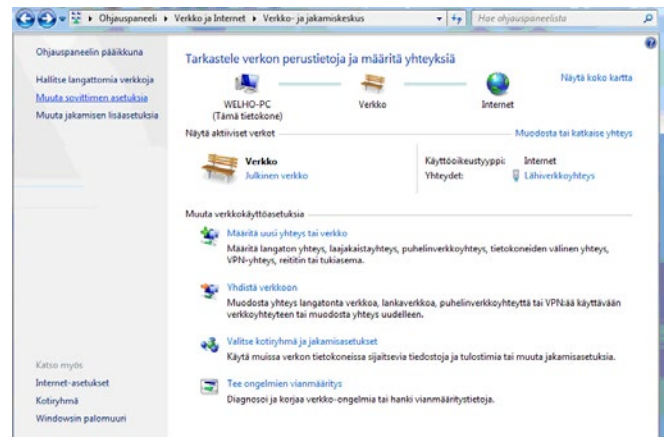 Ohjauspaneeli ▸ Verkko ja Internet ▸ Verkko- ja jakamiskeskus
Hae ohjauspaneelista
Ohjauspaneelin pääikkuna
Hallitse langattomia verkkoja
Muuta sovittimen asetuksia
Muuta jakamisen lisäasetuksia
Tarkastele verkon perustietoja ja määritä yhteyksiä
Näytä koko kartta
WELHO-PC
(Tämä tietokone)
Verkko
Internet
Näytä aktiiviset verkot
Muodosta tai katkaise yhteys
Verkko
Julkinen verkko
Käyttöoikeustyyppi: Internet
Yhteydet: Lähiverkkoyhteys
Muuta verkkokäyttöasetuksia
Määritä uusi yhteys tai verkko
Määritä langaton yhteys, laajakaistayhteys, puhelinverkkoyhteys, tietokoneiden välinen yhteys,
VPN-yhteys, reititin tai tukiasema.
Yhdistä verkkoon
Muodosta yhteys langatonta verkkoa, lankaverkkoa, puhelinverkkoyhteyttä tai VPN:ää käyttävään
verkkoyhteyteen tai muodosta yhteys uudelleen.
Valitse kotiryhmä ja jakamisasetukset
Käytä muissa verkon tietokoneissa sijaitsevia tiedostoja ja tulostimia tai muuta jakamisasetuksia.
Tee ongelmien vianmääritys
Diagnosoi ja korjaa verkko-ongelmia tai hanki vianmääritystietoja.
Katso myös
Internet-asetukset
Kotiryhmä
Windowsin palomuuri